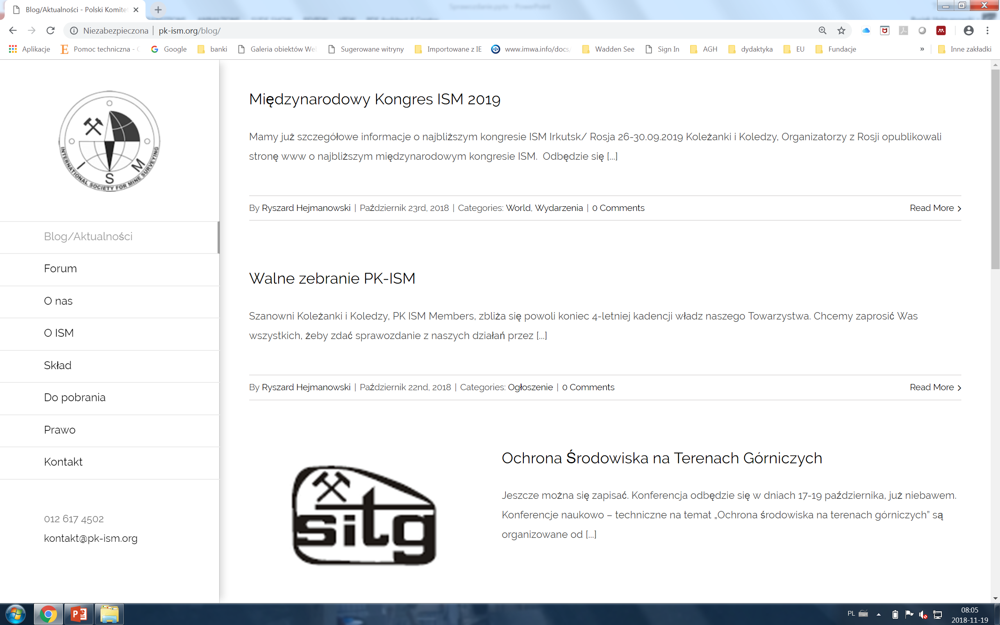 Blog/Aktualności - Polski Komitet
Sprawozdanie.pptx - PowerPoint
Niezabezpieczona | pk-ism.org/blog/
Aplikacje Pomoc techniczna - Google banki Galeria obiektów Sugerowane witryny Importowane z IE www.imwa.info/docs/ Wadden See Sign In AGH dydaktyka EU Fundacje » Inne zakładki
INTERNATIONAL SOCIETY FOR MINE SURVEYING
I S M
Blog/Aktualności
Forum
O nas
O ISM
Skład
Do pobrania
Prawo
Kontakt
012 617 4502
kontakt@pk-ism.org
Międzynarodowy Kongres ISM 2019
Mamy już szczegółowe informacje o najbliższym kongresie ISM Irkutsk/ Rosja 26-30.09.2019 Koleżanki i Koledzy, Organizatorzy z Rosji opublikowali
stronę www o najbliższym międzynarodowym kongresie ISM. Odbędzie się [...]
By Ryszard Hejmanowski | Październik 23rd, 2018 | Categories: World, Wydarzenia | 0 Comments Read More >
Walne zebranie PK-ISM
Szanowni Koleżanki i Koledzy, PK ISM Members, zbliża się powoli koniec 4-letniej kadencji władz naszego Towarzystwa. Chcemy zaprosić Was
wszystkich, żeby zdać sprawozdanie z naszych działań przez [...]
By Ryszard Hejmanowski | Październik 22nd, 2018 | Categories: Ogłoszenie | 0 Comments Read More >
sitg
Ochrona Środowiska na Terenach Górniczych
Jeszcze można się zapisać. Konferencja odbędzie się w dniach 17-19 października, już niebawem.
Konferencje naukowo – techniczne na temat „Ochrona środowiska na terenach górniczych” są
organizowane od [...]
PL
08:05
2018-11-19